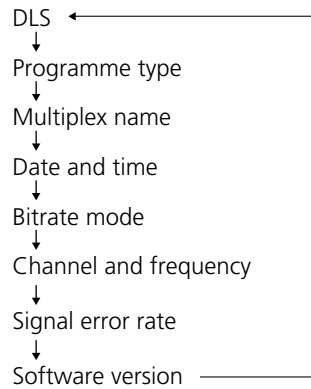 DLS
Programme type
Multiplex name
Date and time
Bitrate mode
Channel and frequency
Signal error rate
Software version